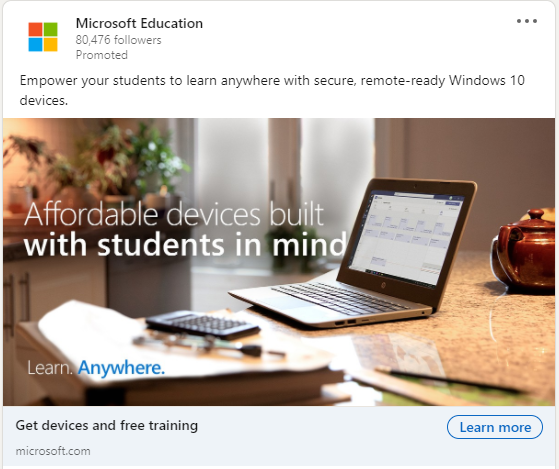 Microsoft Education
80,476 followers
Promoted
Empower your students to learn anywhere with secure, remote-ready Windows 10
devices.
Affordable devices built
with students in mind
Learn. Anywhere.
Get devices and free training
Learn more
microsoft.com